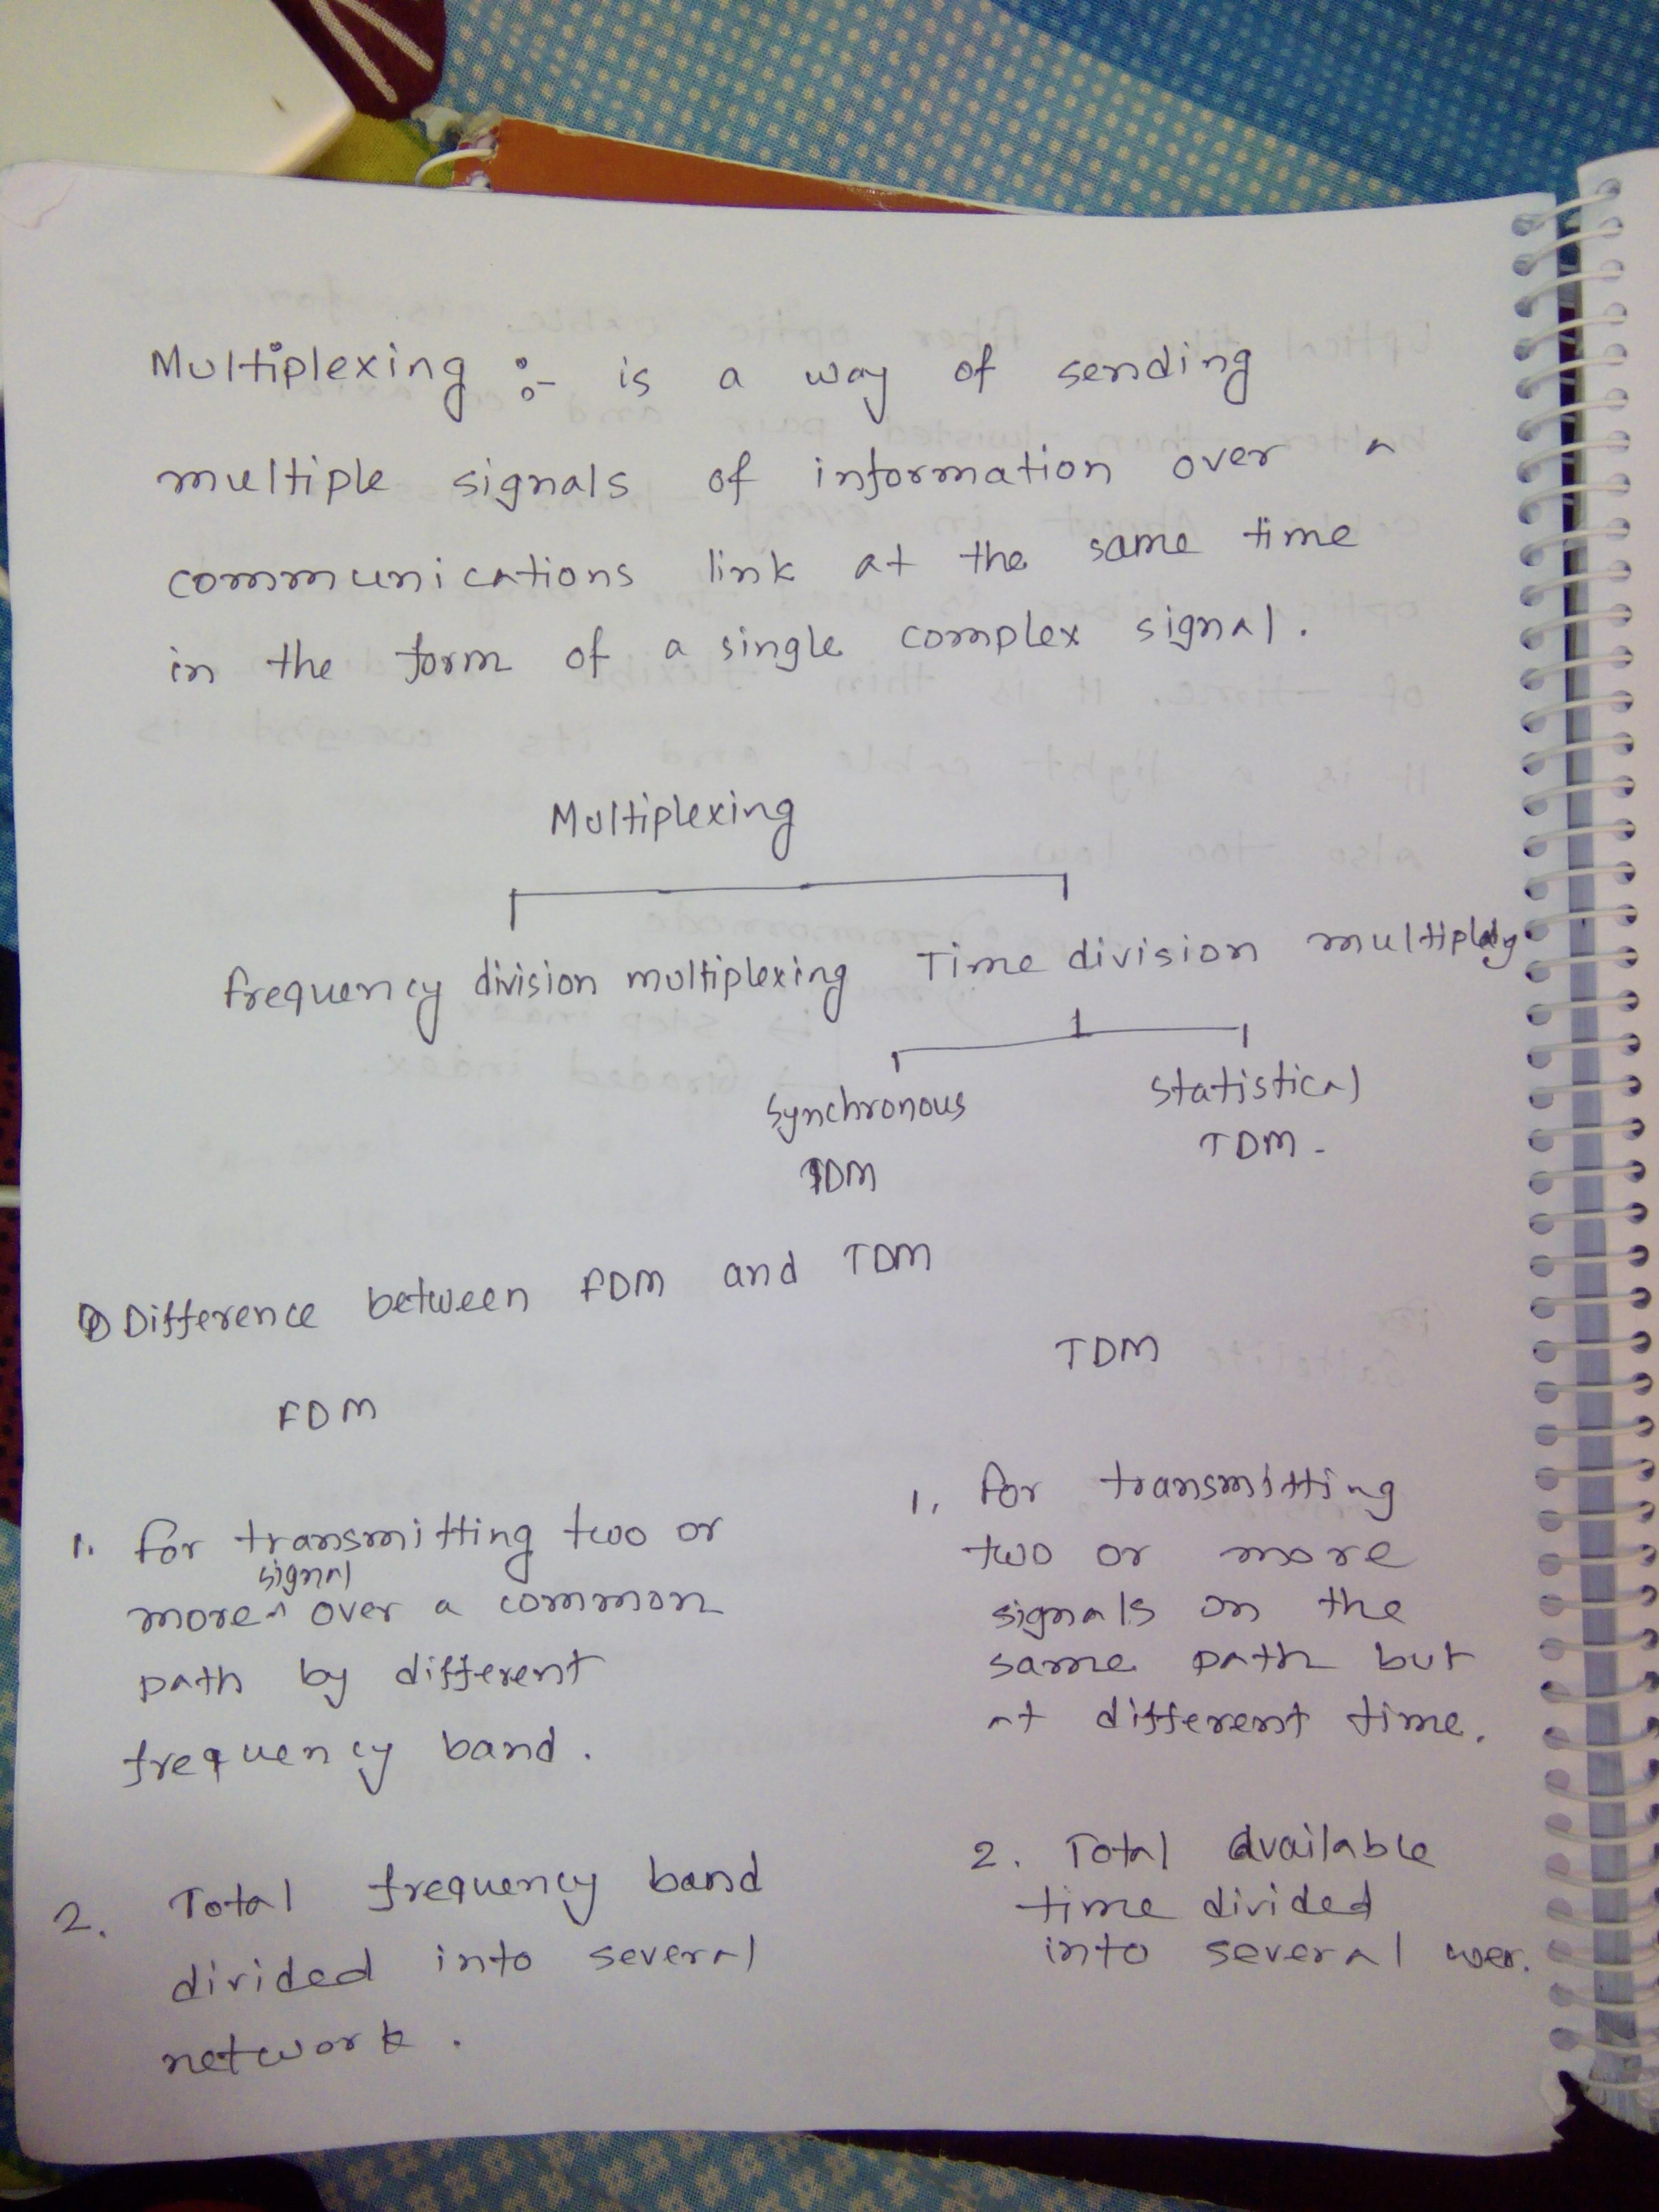 Multiplexing :- is a way of sending
multiple signals of information over a
communications link at the same time
in the form of a single complex signal.
Multiplexing
frequency division multiplexing Time division
Synchronous Statistical
TDM TDM -
Difference between FDM and TDM
FDM TDM
1. for transmitting two or
signal
more ^ over a common
path by different
frequency band.
2. Total frequency band
divided into several
network.
1. for transmitting
two or more
signals on the
same path but
at different time.
2. Total available
time divided
into several user.